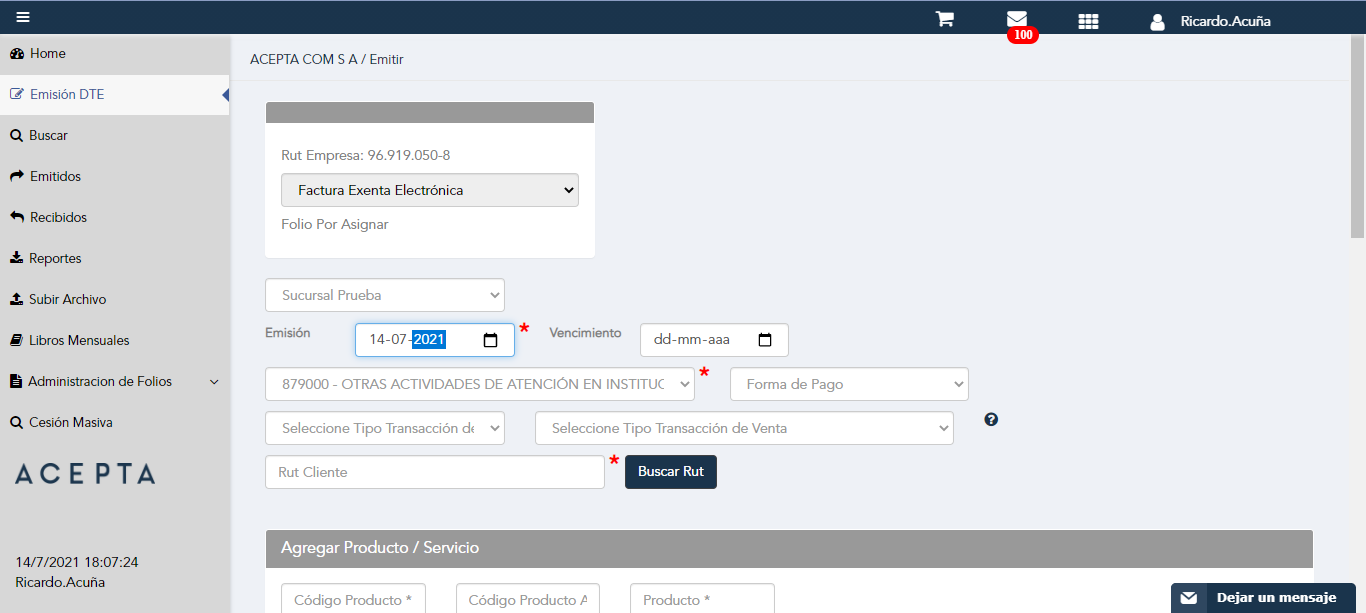 100
Ricardo.Acuña
Home
Emisión DTE
Buscar
Emitidos
Recibidos
Reportes
Subir Archivo
Libros Mensuales
Administracion de Folios
Cesión Masiva
ACEPTA
14/7/2021 18:07:24
Ricardo.Acuña
ACEPTA COM S A / Emitir
Rut Empresa: 96.919.050-8
Factura Exenta Electrónica
Folio Por Asignar
Sucursal Prueba
Emisión 14-07-2021 * Vencimiento dd-mm-aaa
879000 - OTRAS ACTIVIDADES DE ATENCIÓN EN INSTITUC * Forma de Pago
Seleccione Tipo Transacción de Seleccione Tipo Transacción de Venta
Rut Cliente * Buscar Rut
Agregar Producto / Servicio
Código Producto * Código Producto A Producto *
Dejar un mensaje